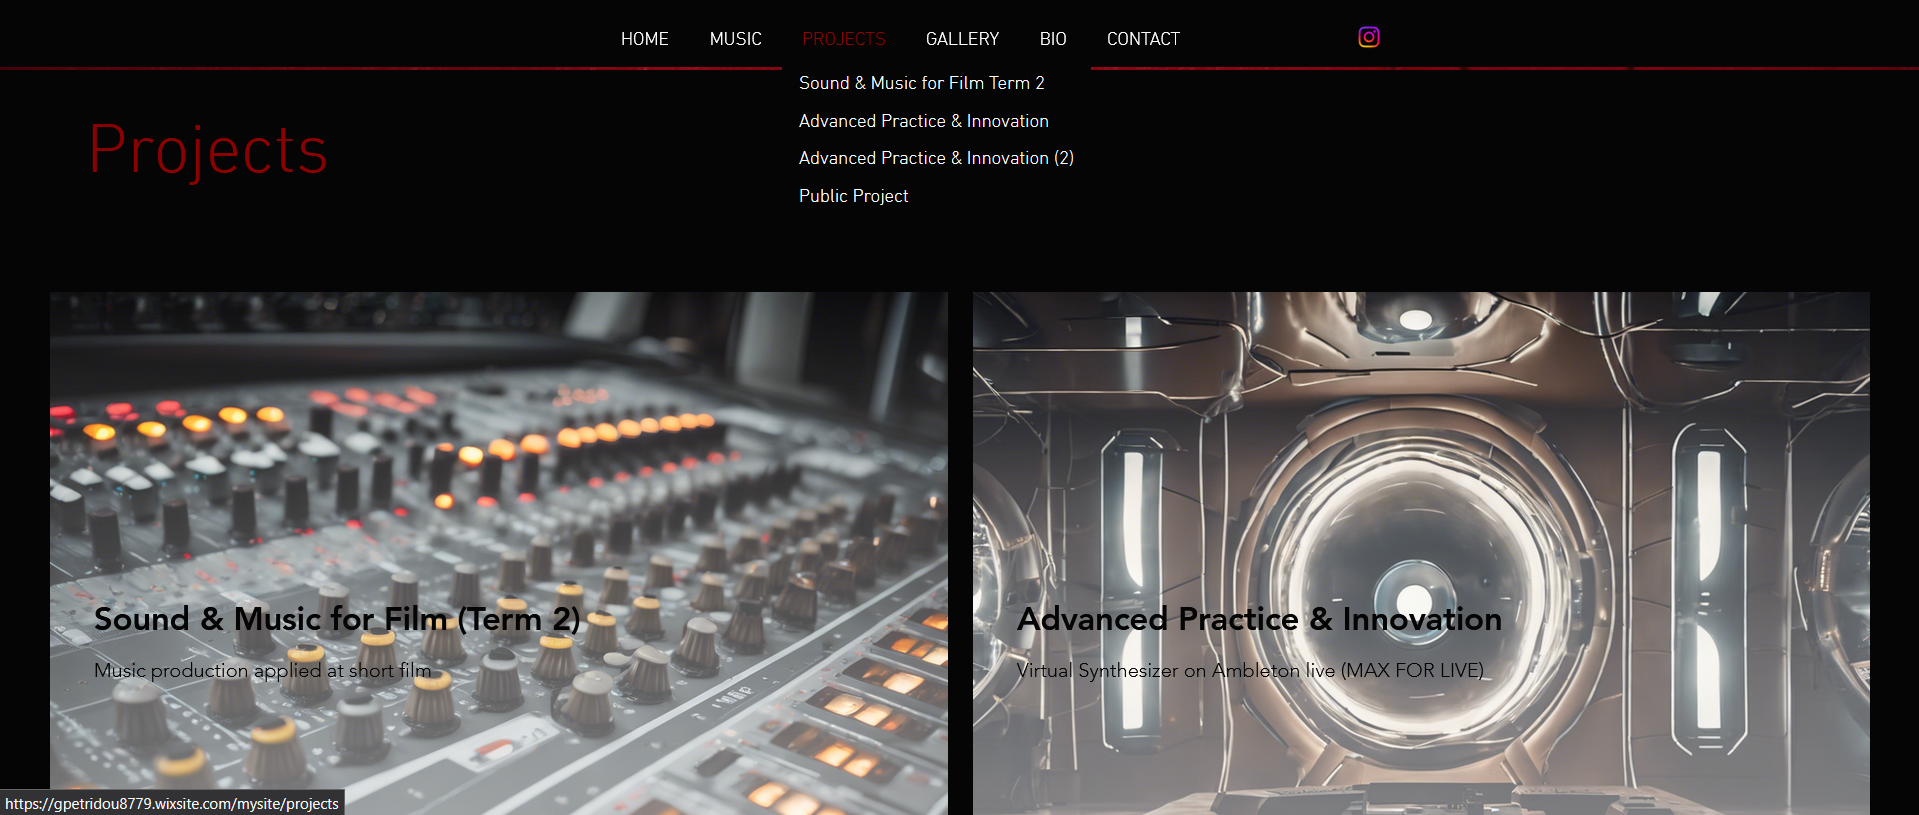 HOME MUSIC PROJECTS GALLERY BIO CONTACT
Sound & Music for Film Term 2
Advanced Practice & Innovation
Advanced Practice & Innovation (2)
Public Project
Projects
Sound & Music for Film (Term 2)
Music production applied at short film
Advanced Practice & Innovation
Virtual Synthesizer on Ambleton live (MAX FOR LIVE)
https://gpetridou8779.wixsite.com/mysite/projects